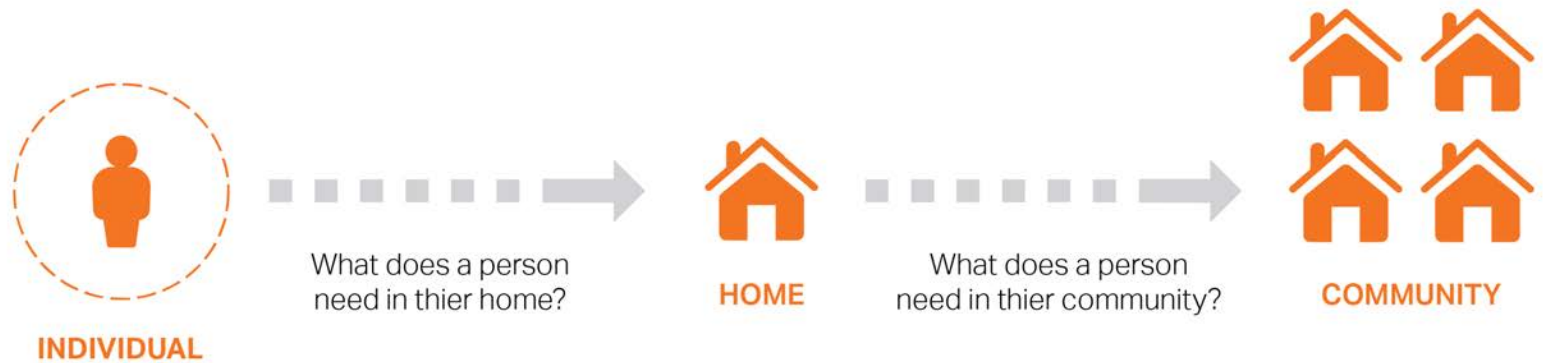 INDIVIDUAL
What does a person
need in thier home?
HOME
What does a person
need in thier community?
COMMUNITY